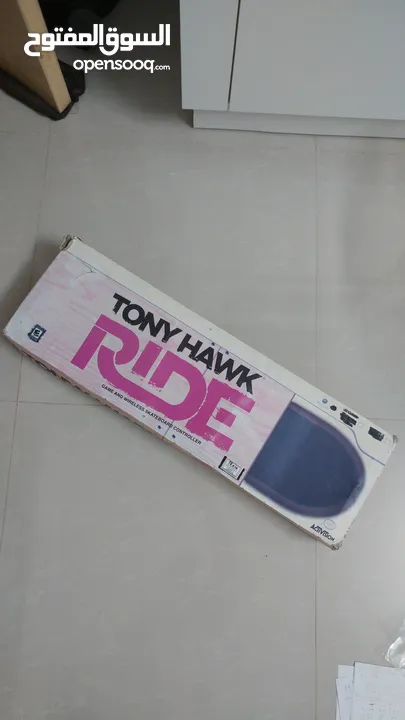 السوق المفتوح
opensooq.com
TONY HAWK
RIDE
GAME AND WIRELESS SKATEBOARD CONTROLLER
E
ACTIVISION